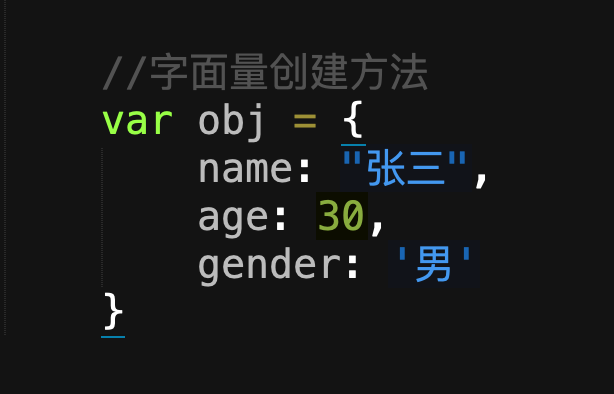 //字面量创建方法
var obj = {
    name: "张三",
    age: 30,
    gender: '男'
}